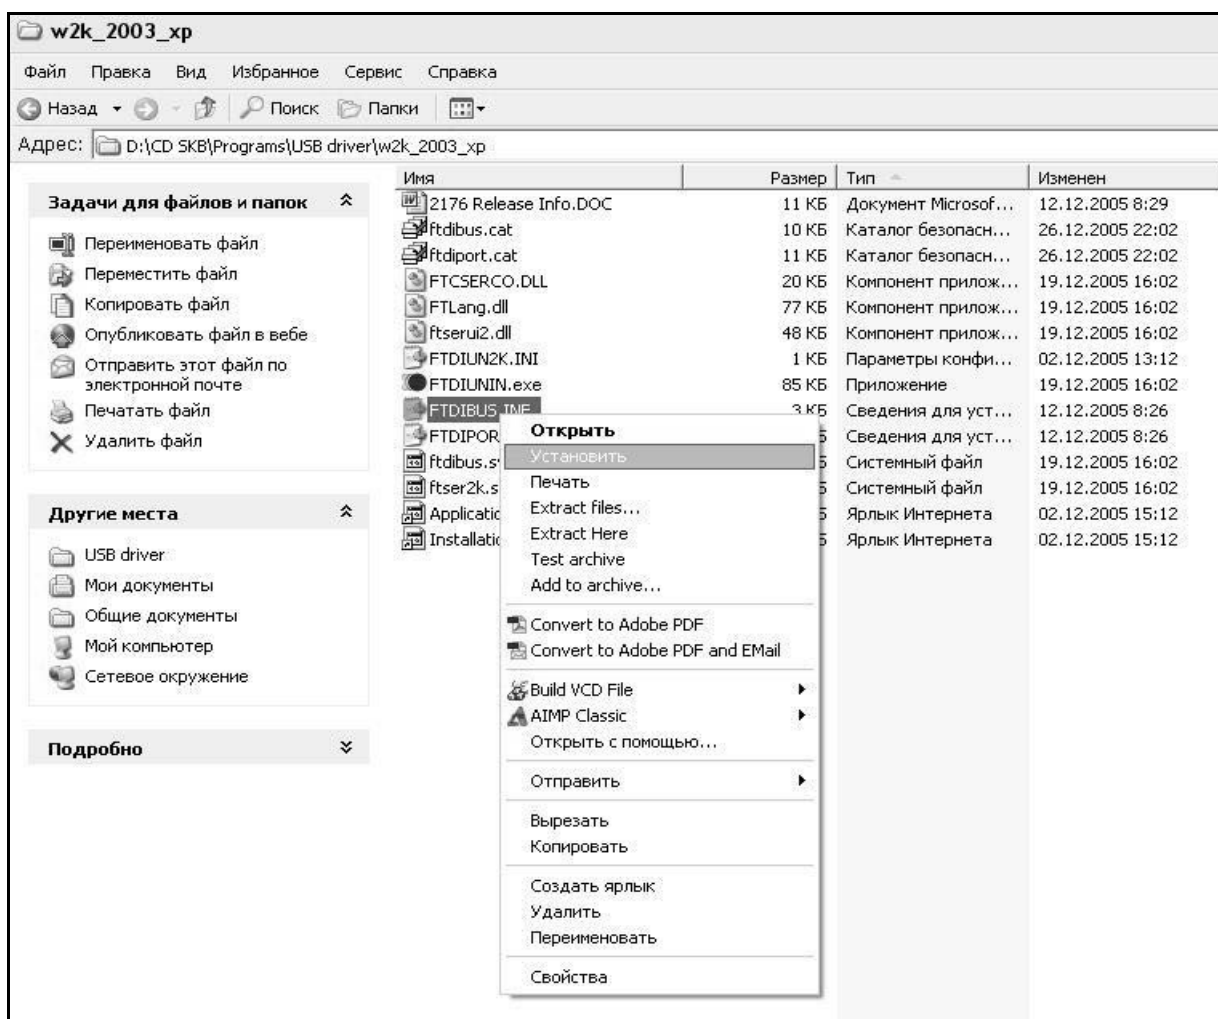 w2k_2003_xp
Файл Правка Вид Избранное Сервис Справка
Назад Поиск Папки
Адрес: D:\CD SKB\Programs\USB driver\w2k_2003_xp
Задачи для файлов и папок
Переименовать файл
Переместить файл
Копировать файл
Опубликовать файл в вебе
Отправить этот файл по
электронной почте
Печатать файл
Удалить файл
Другие места
USB driver
Мои документы
Общие документы
Мой компьютер
Сетевое окружение
Подробно
Имя Размер Тип Изменен
2176 Release Info.DOC 11 КБ Документ Microsof... 12.12.2005 8:29
ftdibus.cat 10 КБ Каталог безопасн... 26.12.2005 22:02
ftdiport.cat 11 КБ Каталог безопасн... 26.12.2005 22:02
FTCSERCO.DLL 20 КБ Компонент прилож... 19.12.2005 16:02
FTLang.dll 77 КБ Компонент прилож... 19.12.2005 16:02
ftserui2.dll 48 КБ Компонент прилож... 19.12.2005 16:02
FTDIUN2K.INI 1 КБ Параметры конфи... 02.12.2005 13:12
FTDIUNIN.exe 85 КБ Приложение 19.12.2005 16:02
FTDIBUS.INF 3 КБ Сведения для уст... 12.12.2005 8:26
FTDIPOR Сведения для уст... 12.12.2005 8:26
ftdibus.s Системный файл 19.12.2005 16:02
ftser2k.s Системный файл 19.12.2005 16:02
Applicatic Ярлык Интернета 02.12.2005 15:12
Installatic Ярлык Интернета 02.12.2005 15:12
Открыть
Установить
Печать
Extract files...
Extract Here
Test archive
Add to archive...
Convert to Adobe PDF
Convert to Adobe PDF and EMail
Build VCD File
AIMP Classic
Открыть с помощью...
Отправить
Вырезать
Копировать
Создать ярлык
Удалить
Переименовать
Свойства